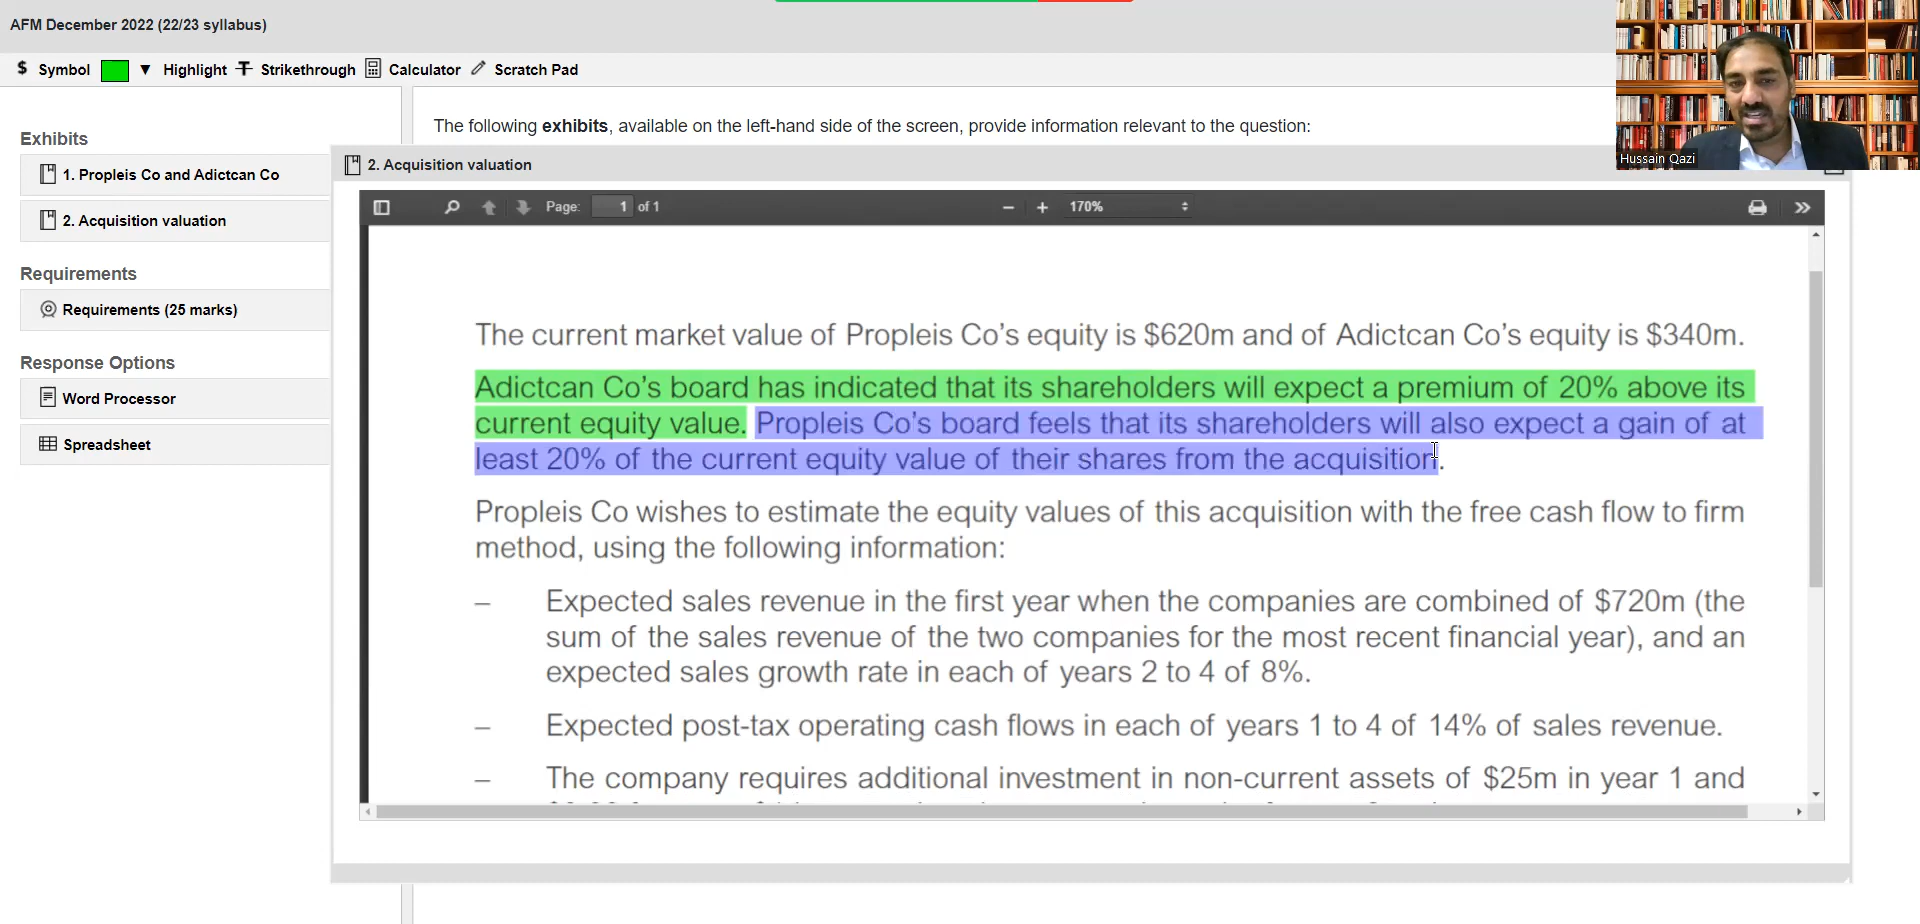 AFM December 2022 (22/23 syllabus)
$ Symbol ▼ Highlight T Strikethrough Calculator Scratch Pad
Hussain Qazi
Exhibits
1. Propleis Co and Adictcan Co
2. Acquisition valuation
Requirements
Requirements (25 marks)
Response Options
Word Processor
Spreadsheet
The following exhibits, available on the left-hand side of the screen, provide information relevant to the question:
2. Acquisition valuation
Page: 1 of 1
170%
The current market value of Propleis Co's equity is $620m and of Adictcan Co's equity is $340m.
Adictcan Co's board has indicated that its shareholders will expect a premium of 20% above its
current equity value. Propleis Co's board feels that its shareholders will also expect a gain of at
least 20% of the current equity value of their shares from the acquisition.
Propleis Co wishes to estimate the equity values of this acquisition with the free cash flow to firm
method, using the following information:
– Expected sales revenue in the first year when the companies are combined of $720m (the
sum of the sales revenue of the two companies for the most recent financial year), and an
expected sales growth rate in each of years 2 to 4 of 8%.
– Expected post-tax operating cash flows in each of years 1 to 4 of 14% of sales revenue.
– The company requires additional investment in non-current assets of $25m in year 1 and